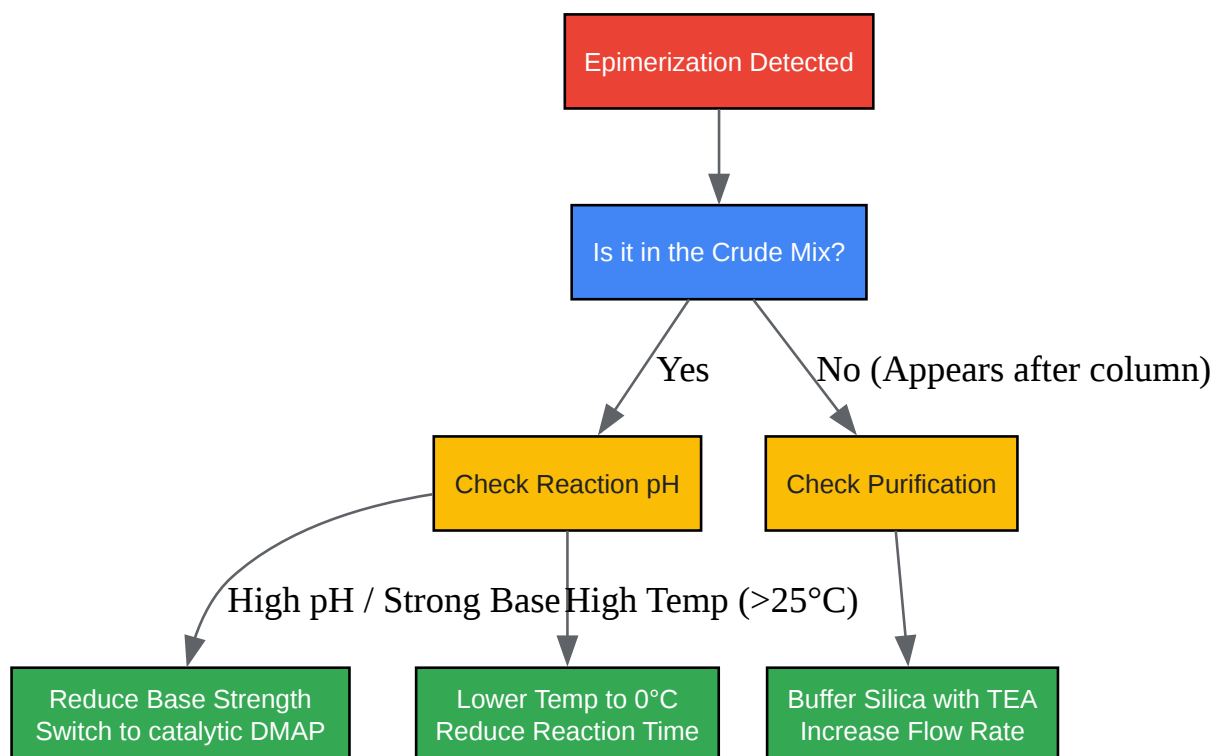 Epimerization Detected
Is it in the Crude Mix?
Yes
No (Appears after column)
Check Reaction pH
Check Purification
High pH / Strong Base
High Temp (>25°C)
Reduce Base Strength
Switch to catalytic DMAP
Lower Temp to 0°C
Reduce Reaction Time
Buffer Silica with TEA
Increase Flow Rate